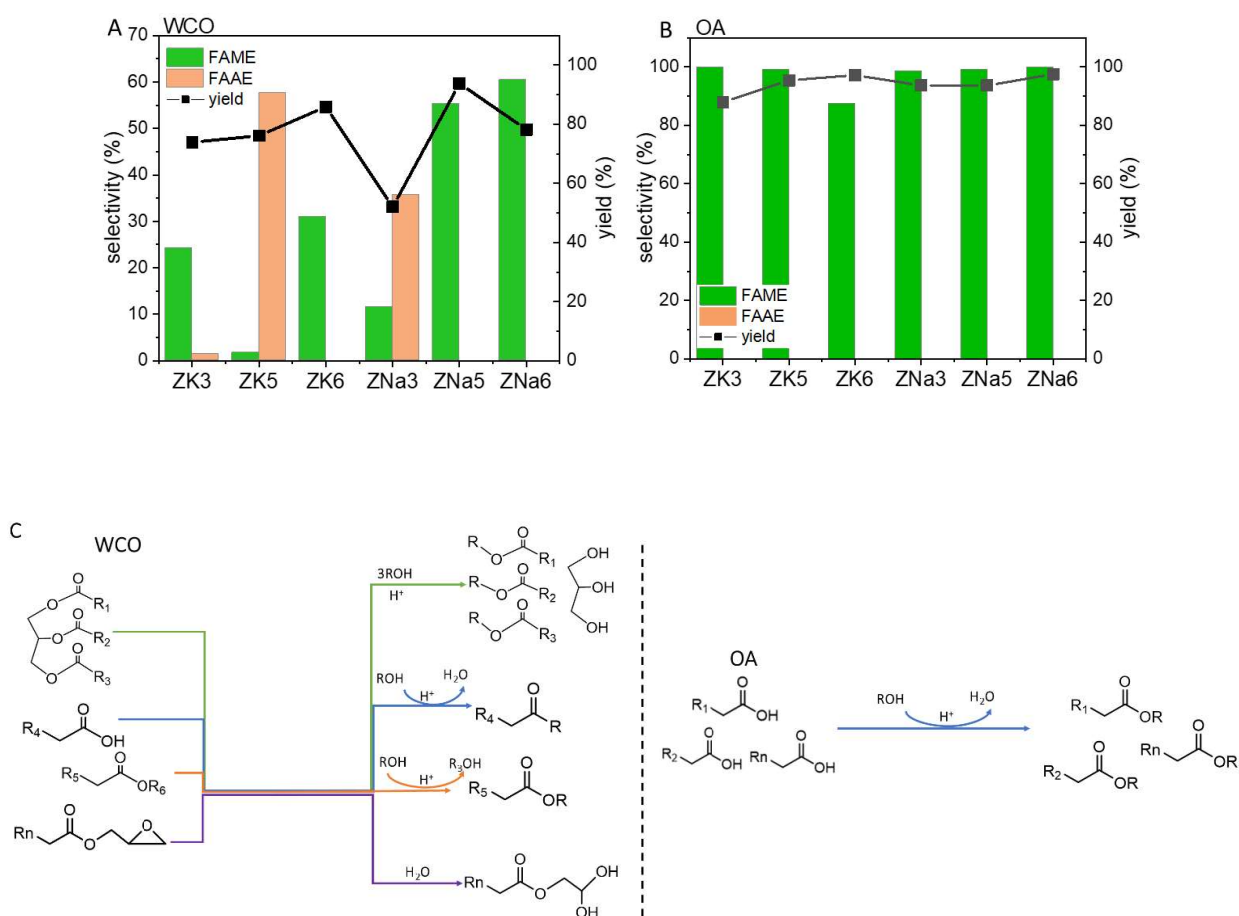 A WCO
FAME
FAAE
yield
selectivity (%)
70
60
50
40
30
20
10
0
yield (%)
100
80
60
40
20
0
ZK3 ZK5 ZK6 ZNa3 ZNa5 ZNa6
B OA
selectivity (%)
100
80
60
40
20
0
FAME
FAAE
yield
yield (%)
100
80
60
40
20
0
ZK3 ZK5 ZK6 ZNa3 ZNa5 ZNa6
C
WCO
O
O R₁
O
O R₂
O
O R₃
O
R₄ OH
O
R₅ OR₆
O O
Rn O
3ROH
H⁺
R O O R₁
R O O R₂
R O O R₃
OH
OH
OH
ROH H₂O
H⁺
O
R₄ R
ROH R₃OH
H⁺
O
R₅ OR
H₂O
O OH
Rn O
OH
OA
O
R₁ OH
O
R₂ OH
O
Rn OH
ROH H₂O
H⁺
O
R₁ OR
O
R₂ OR
O
Rn OR